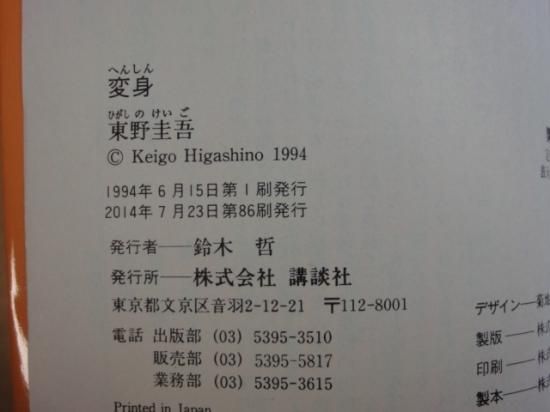 へんしん
変身
ひがし の けい ご
東野圭吾
© Keigo Higashino 1994
1994年6月15日第1刷発行
2014年7月23日第86刷発行
発行者──鈴木 哲
発行所──株式会社 講談社
東京都文京区音羽2-12-21 〒112-8001
電話 出版部 (03) 5395-3510
販売部 (03) 5395-5817
業務部 (03) 5395-3615
Printed in Japan
デザイン─菊地
製版──株
印刷──株
製本──株